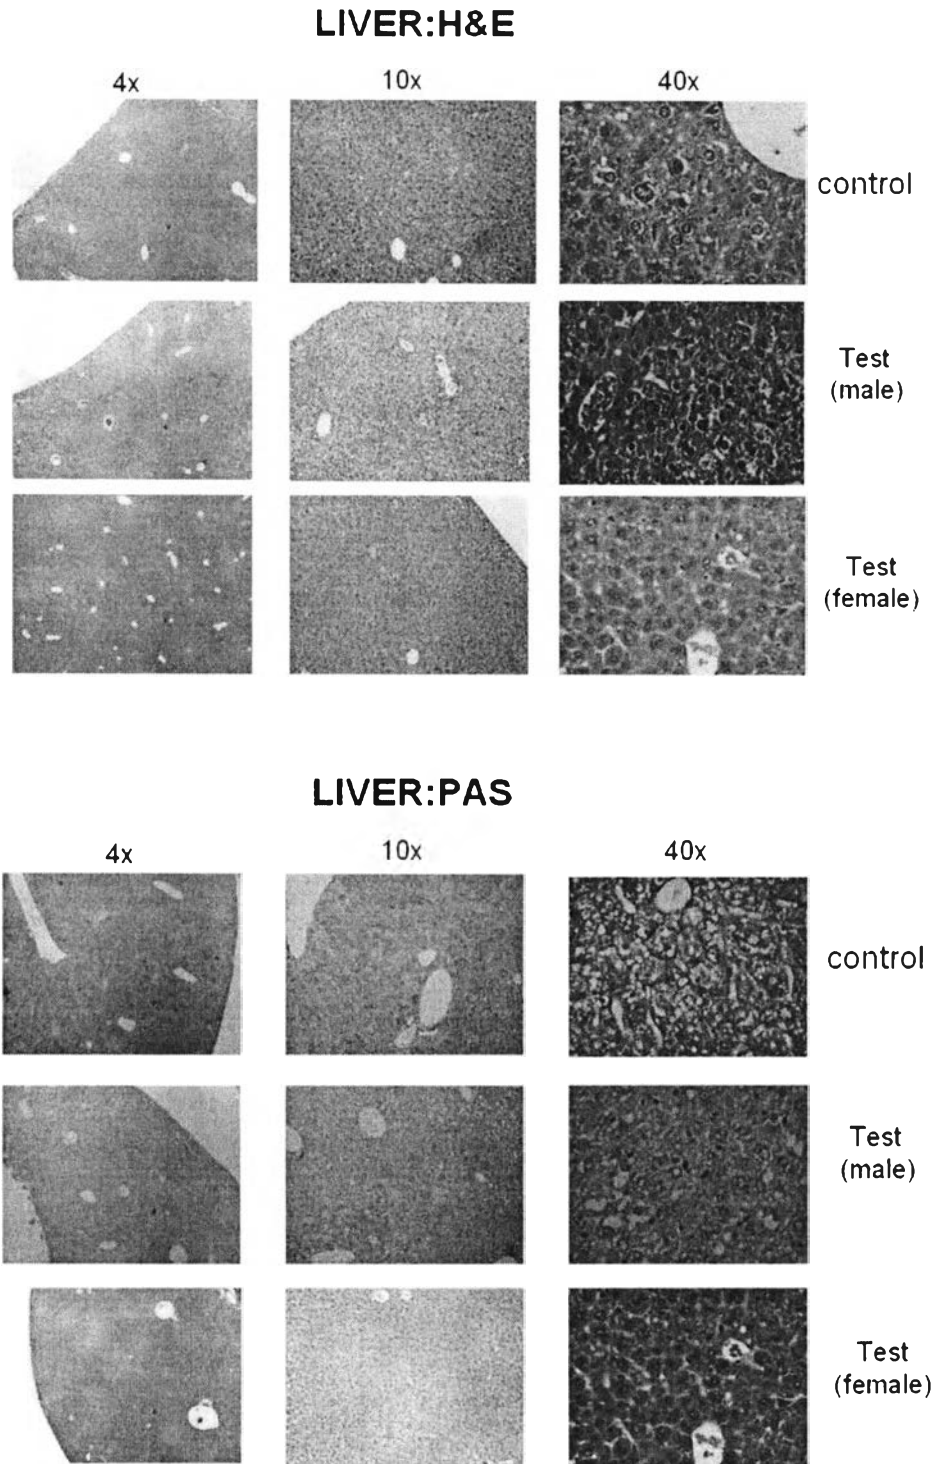 LIVER:H&E
4x 10x 40x
control
Test
(male)
Test
(female)
LIVER:PAS
4x 10x 40x
control
Test
(male)
Test
(female)